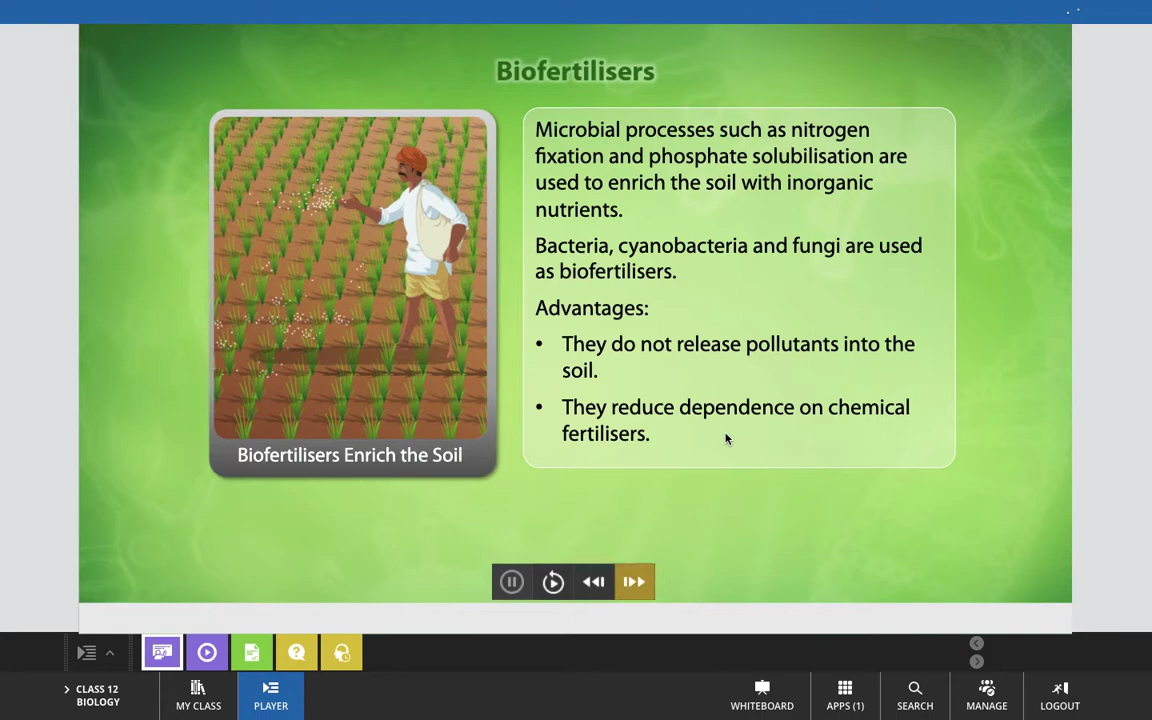 Biofertilisers
Microbial processes such as nitrogen
fixation and phosphate solubilisation are
used to enrich the soil with inorganic
nutrients.
Bacteria, cyanobacteria and fungi are used
as biofertilisers.
Advantages:
• They do not release pollutants into the
soil.
• They reduce dependence on chemical
fertilisers.
Biofertilisers Enrich the Soil
CLASS 12
BIOLOGY
MY CLASS
PLAYER
WHITEBOARD
APPS (1)
SEARCH
MANAGE
LOGOUT